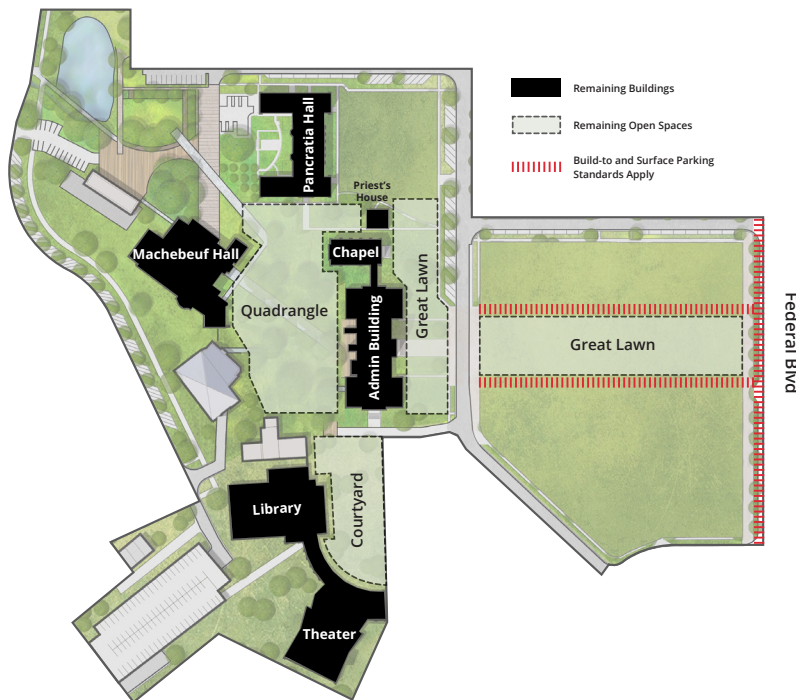 Remaining Buildings
Remaining Open Spaces
Build-to and Surface Parking
Standards Apply
Pancratia Hall
Priest's
House
Machebeuf Hall
Chapel
Quadrangle
Admin Building
Great Lawn
Great Lawn
Federal Blvd
Library
Courtyard
Theater